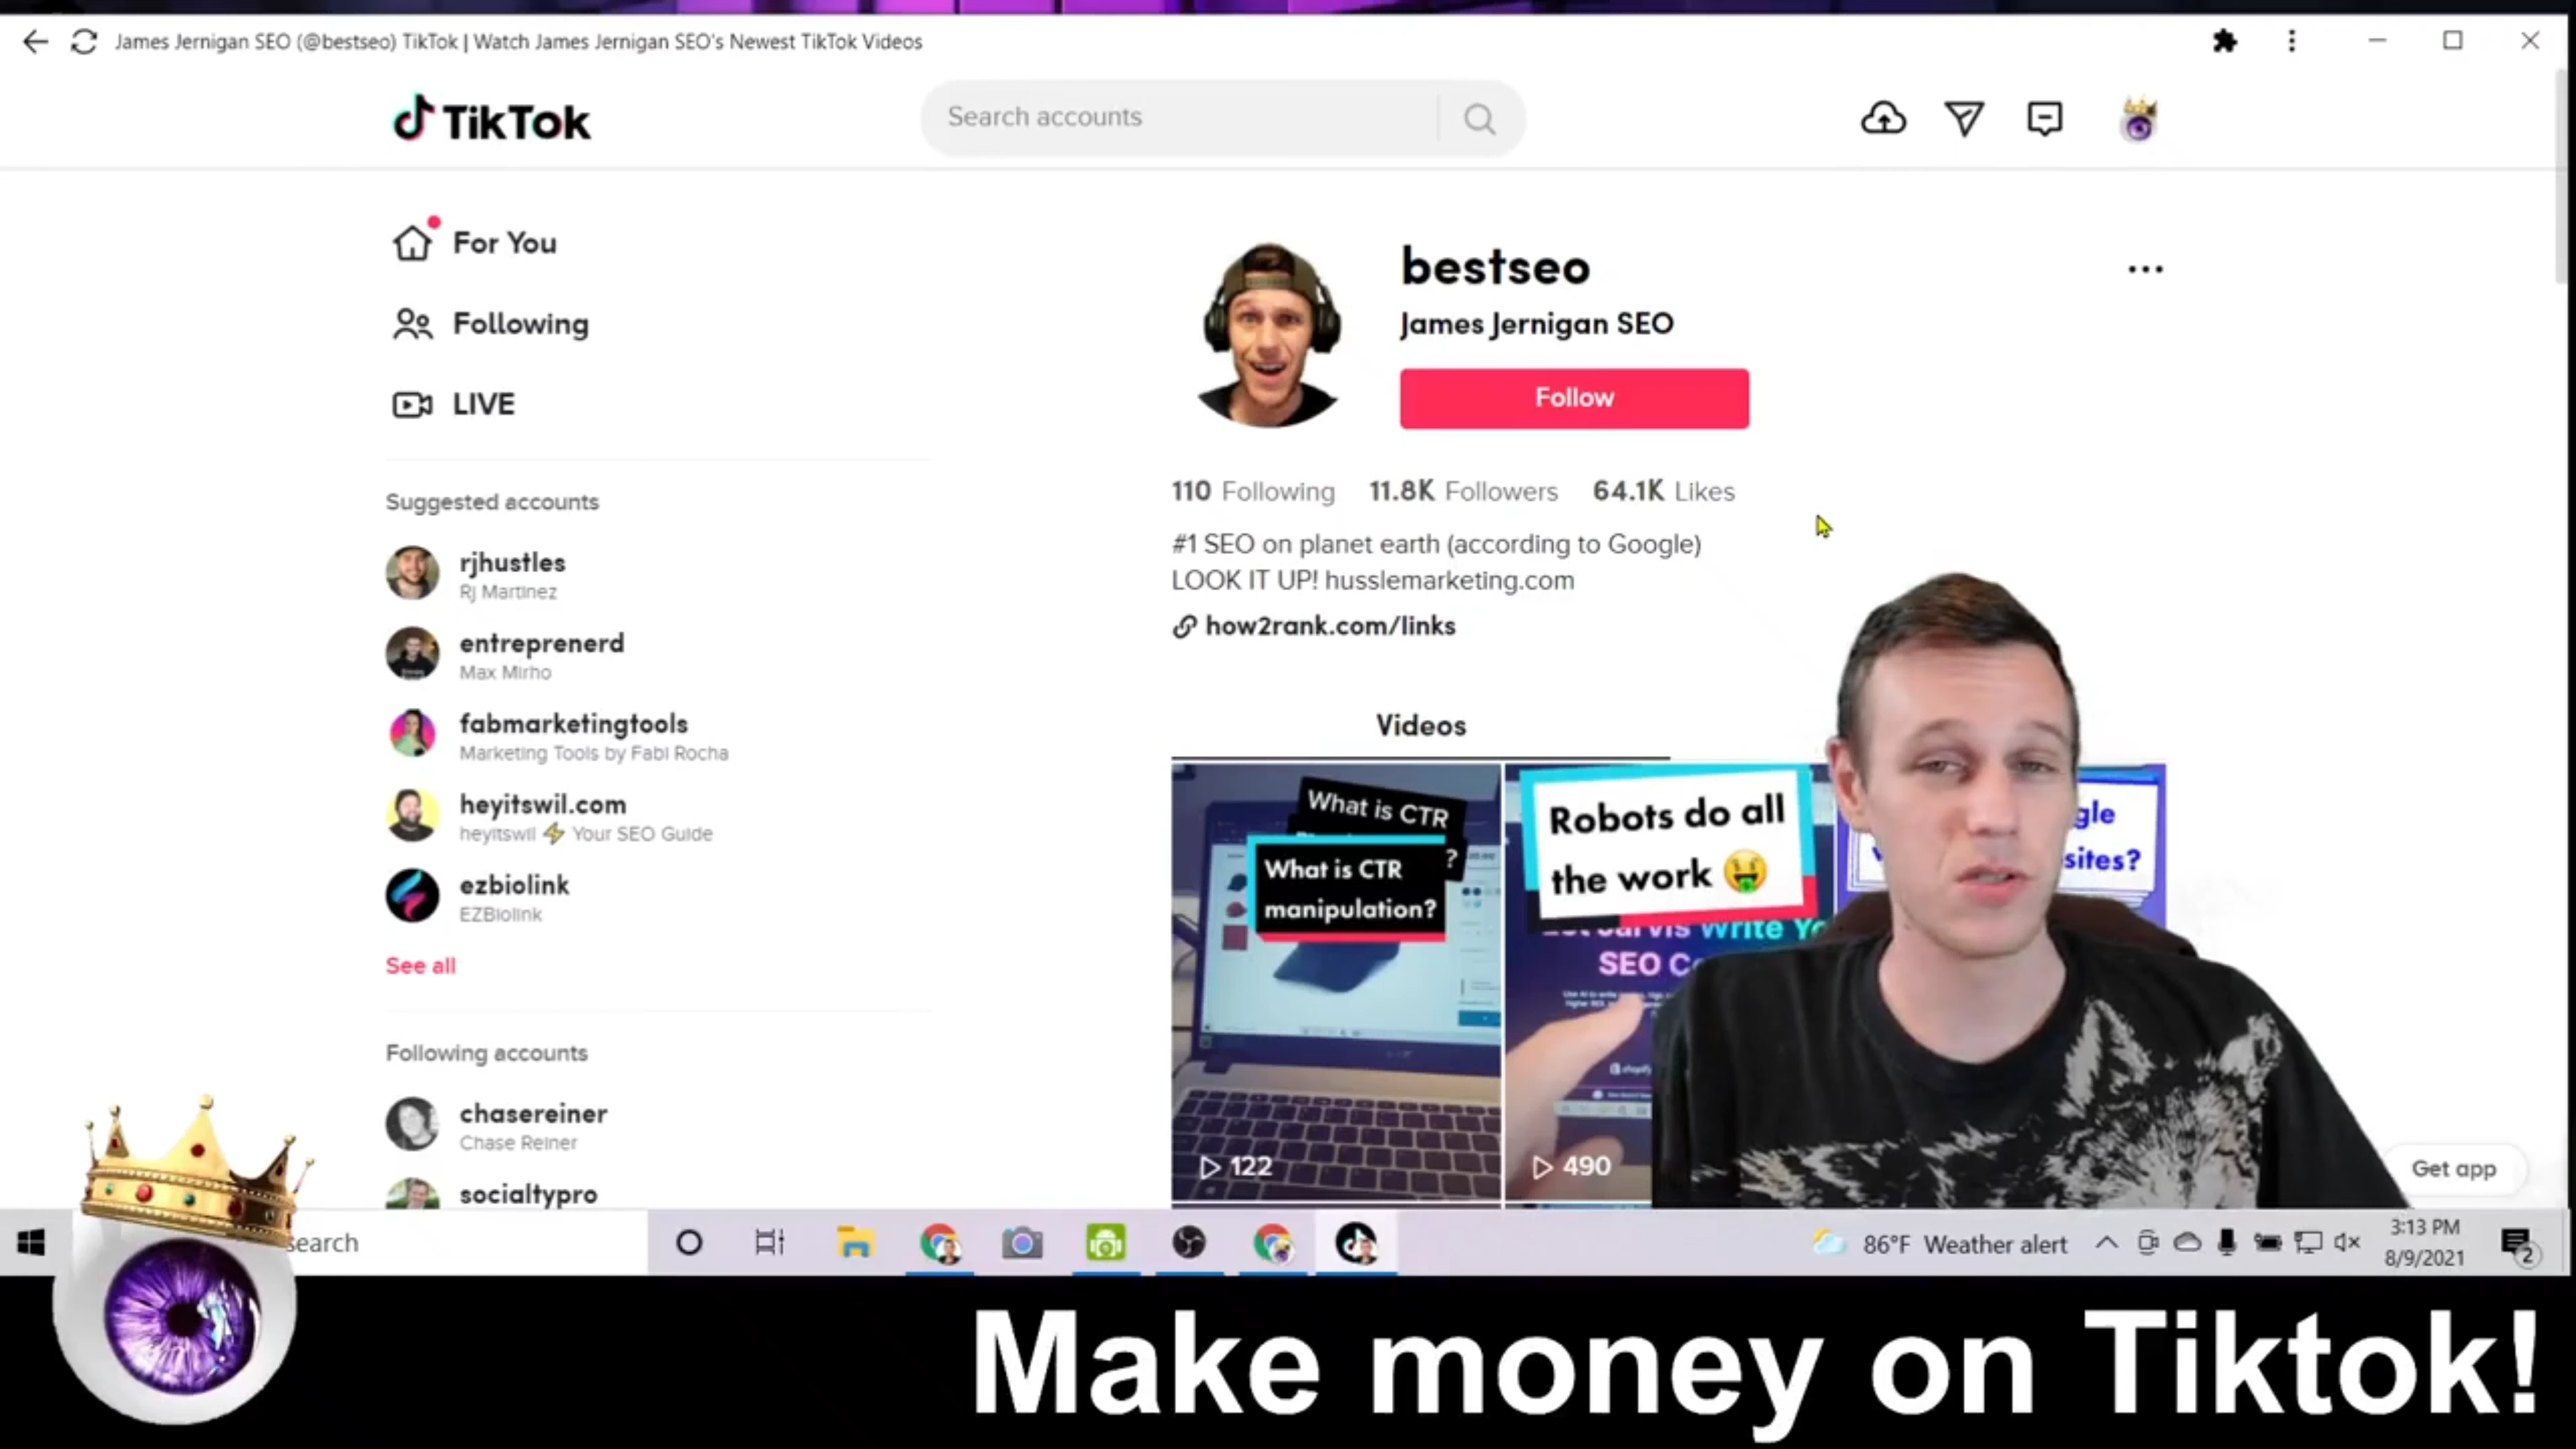 James Jernigan SEO (@bestseo) TikTok | Watch James Jernigan SEO's Newest TikTok Videos
TikTok
Search accounts
For You
Following
LIVE
Suggested accounts
rjhustles
Rj Martinez
entreprenerd
Max Mirho
fabmarketingtools
Marketing Tools by Fabi Rocha
heyitswil.com
heyitswil ⚡ Your SEO Guide
ezbiolink
EZBiolink
See all
Following accounts
chasereiner
Chase Reiner
socialtypro
bestseo
James Jernigan SEO
Follow
110 Following 11.8K Followers 64.1K Likes
#1 SEO on planet earth (according to Google)
LOOK IT UP! husslemarketing.com
how2rank.com/links
Videos
What is CTR
?
What is CTR
manipulation?
122
Robots do all
the work 🤑
Write
SEO
490
sites?
Get app
search
86°F Weather alert
3:13 PM
8/9/2021
2
Make money on Tiktok!